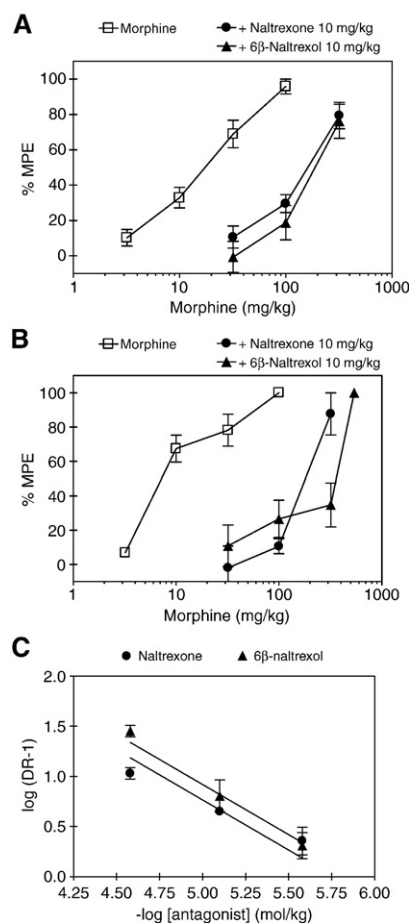 A
Morphine
+ Naltrexone 10 mg/kg
+ 6β-Naltrexol 10 mg/kg
% MPE
100
80
60
40
20
0
1
10
100
1000
Morphine (mg/kg)
B
Morphine
+ Naltrexone 10 mg/kg
+ 6β-Naltrexol 10 mg/kg
% MPE
100
80
60
40
20
0
1
10
100
1000
Morphine (mg/kg)
C
Naltrexone
6β-naltrexol
log (DR-1)
2.0
1.5
1.0
0.5
0.0
4.25
4.50
4.75
5.00
5.25
5.50
5.75
6.00
-log [antagonist] (mol/kg)